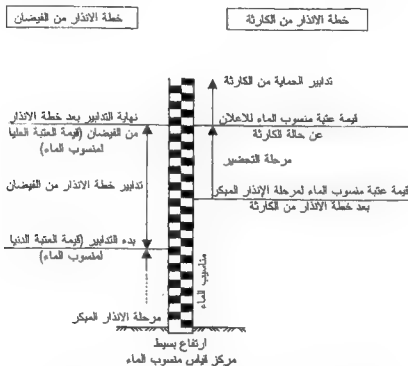 خطة الانذار من الكارثة
خطة الانذار من الفيضان
تدابير الحماية من الكارثة
قيمة عتبة منسوب الماء للاعلان
عن حالة الكارثة
مرحلة التحضير
قيمة عتبة منسوب الماء لمرحلة الإنذار المبكر
بعد خطة الانذار من الكارثة
نهاية التدابير بعد خطة الانذار
من الفيضان (قيمة العتبة العليا
لمنسوب الماء)
تدابير خطة الانذار من الفيضان
بدء التدابير (قيمة العتبة الدنيا
لمنسوب الماء)
مرحلة الانذار المبكر
مناسيب الماء
ارتفاع بسيط
مركز قياس منسوب الماء